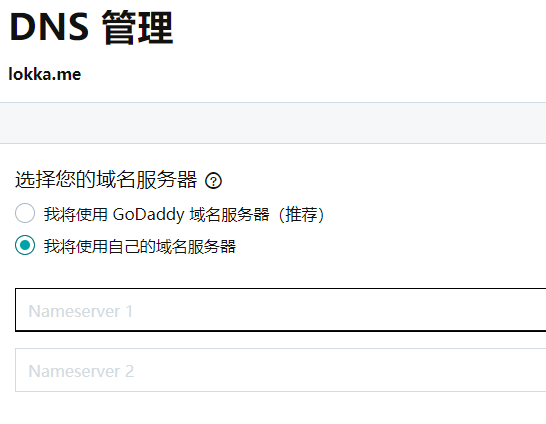 DNS 管理
lokka.me
选择您的域名服务器 ?
我将使用 GoDaddy 域名服务器（推荐）
我将使用自己的域名服务器
Nameserver 1
Nameserver 2